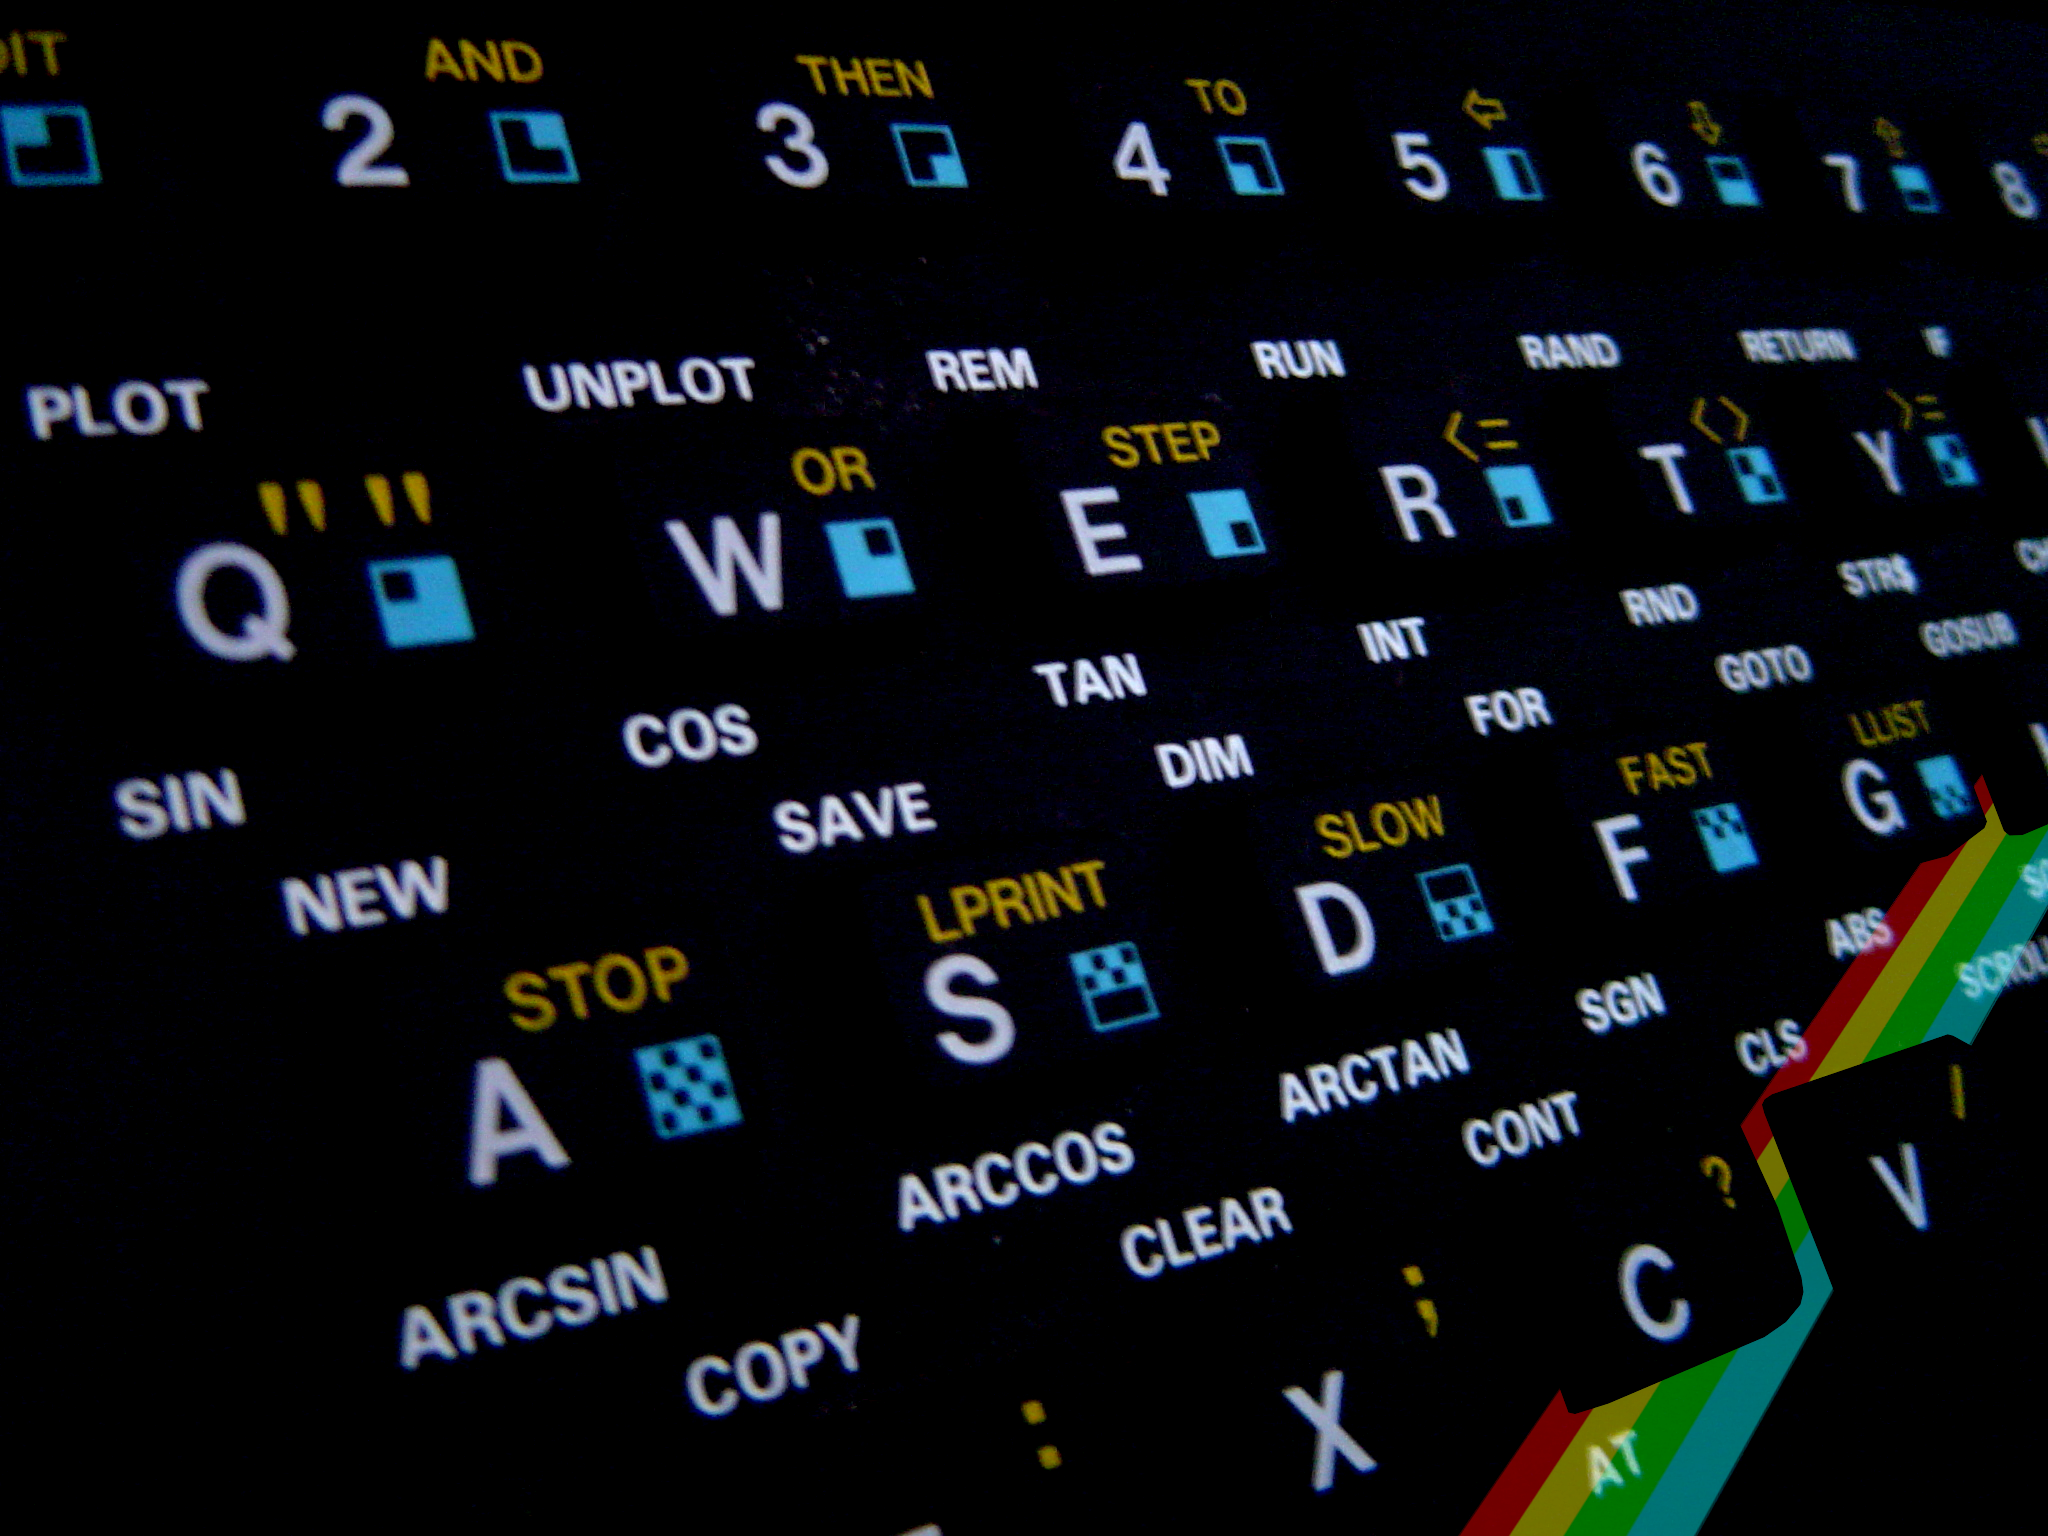 AND THEN TO
2 3 4 5 6 7 8
PLOT UNPLOT REM RUN RAND RETURN IF
"" OR STEP <= <> >=
Q W E R T Y
SIN COS TAN INT RND STR$
NEW SAVE DIM FOR GOTO GOSUB
STOP LPRINT SLOW FAST LLIST
A S D F G
ARCSIN ARCCOS ARCTAN SGN ABS
COPY CLEAR CONT CLS
: ; ?
X C V
AT